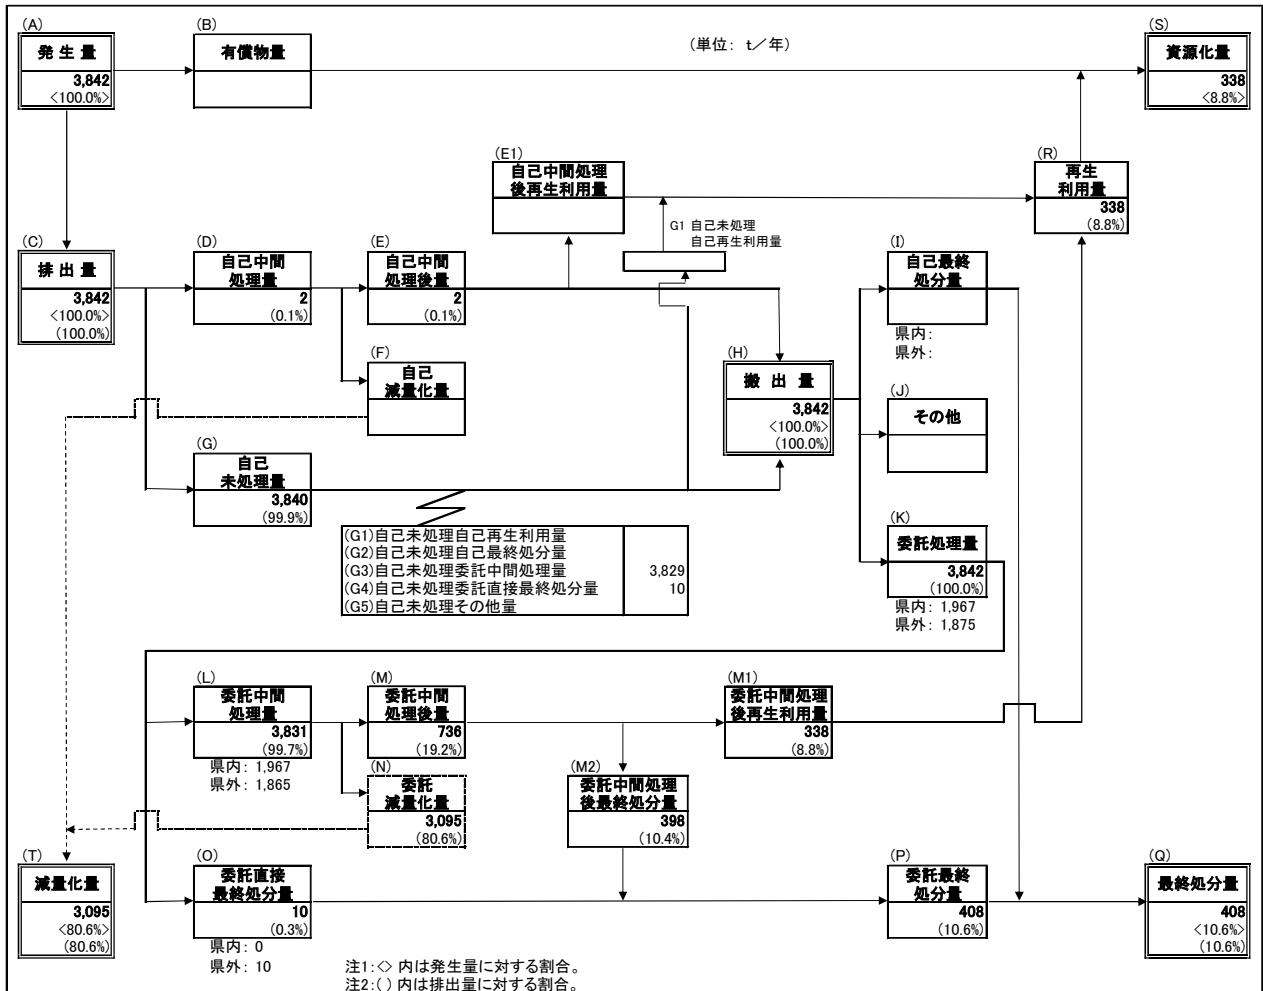 (A)
発 生 量
3,842
<100.0%>
(B)
有償物量
(単位: t／年)
(S)
資源化量
338
<8.8%>
(E1)
自己中間処理
後再生利用量
(R)
再生
利用量
338
(8.8%)
G1 自己未処理
自己再生利用量
(C)
排 出 量
3,842
<100.0%>
(100.0%)
(D)
自己中間
処理量
2
(0.1%)
(E)
自己中間
処理後量
2
(0.1%)
(I)
自己最終
処分量
県内:
県外:
(F)
自己
減量化量
(H)
搬 出 量
3,842
<100.0%>
(100.0%)
(J)
その他
(G)
自己
未処理量
3,840
(99.9%)
(G1)自己未処理自己再生利用量
(G2)自己未処理自己最終処分量
(G3)自己未処理委託中間処理量 3,829
(G4)自己未処理委託直接最終処分量 10
(G5)自己未処理その他量
(K)
委託処理量
3,842
(100.0%)
県内: 1,967
県外: 1,875
(L)
委託中間
処理量
3,831
(99.7%)
県内: 1,967
県外: 1,865
(M)
委託中間
処理後量
736
(19.2%)
(M1)
委託中間処理
後再生利用量
338
(8.8%)
(N)
委託
減量化量
3,095
(80.6%)
(M2)
委託中間処理
後最終処分量
398
(10.4%)
(T)
減量化量
3,095
<80.6%>
(80.6%)
(O)
委託直接
最終処分量
10
(0.3%)
県内: 0
県外: 10
(P)
委託最終
処分量
408
(10.6%)
(Q)
最終処分量
408
<10.6%>
(10.6%)
注1:<> 内は発生量に対する割合。
注2:( ) 内は排出量に対する割合。